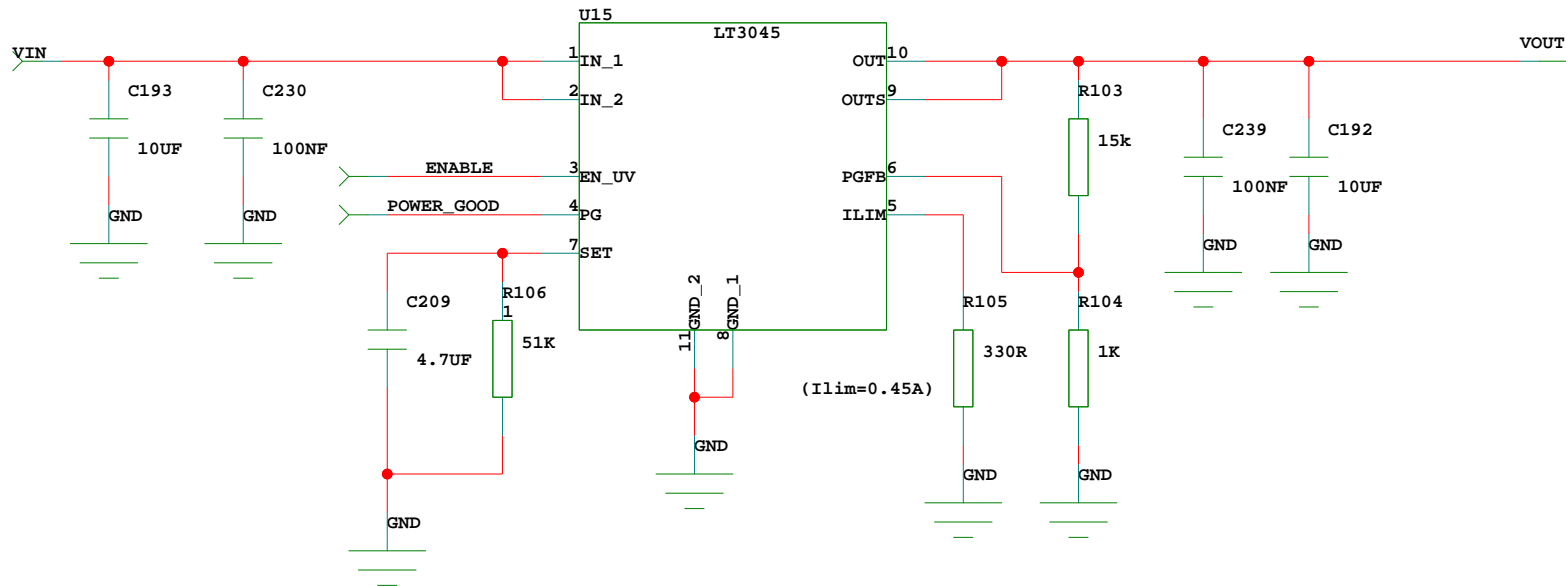 U15
LT3045
VIN
VOUT
1
IN_1
OUT
10
2
IN_2
OUTS
9
C193
10UF
GND
C230
100NF
GND
ENABLE
3
EN_UV
POWER_GOOD
4
PG
7
SET
PGFB
6
ILIM
5
R103
15k
C239
100NF
GND
C192
10UF
GND
C209
4.7UF
R106
1
51K
GND
11
GND_2
8
GND_1
GND
R105
330R
(Ilim=0.45A)
GND
R104
1K
GND